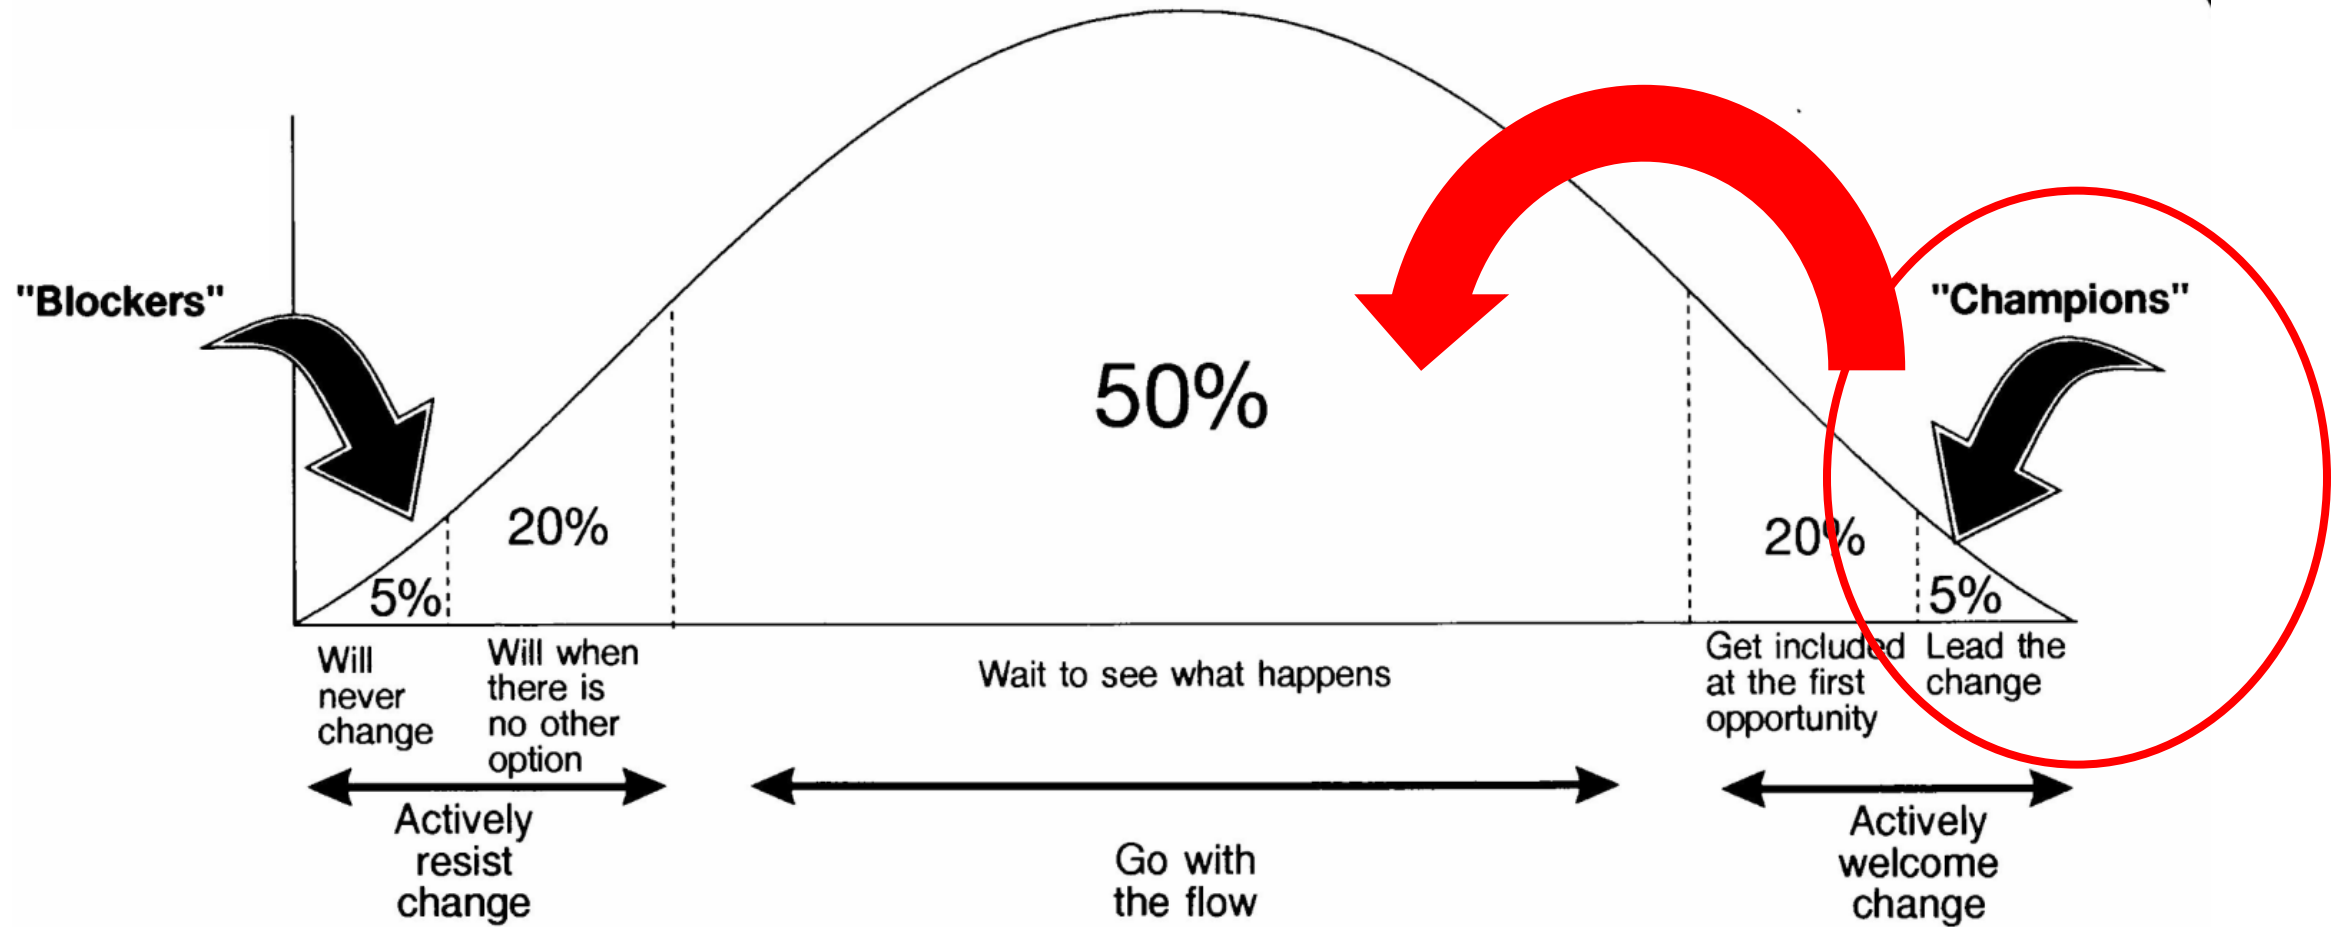 "Blockers"
"Champions"
50%
20%
20%
5%
5%
Will
never
change
Will when
there is
no other
option
Wait to see what happens
Get included
at the first
opportunity
Lead the
change
Actively
resist
change
Go with
the flow
Actively
welcome
change